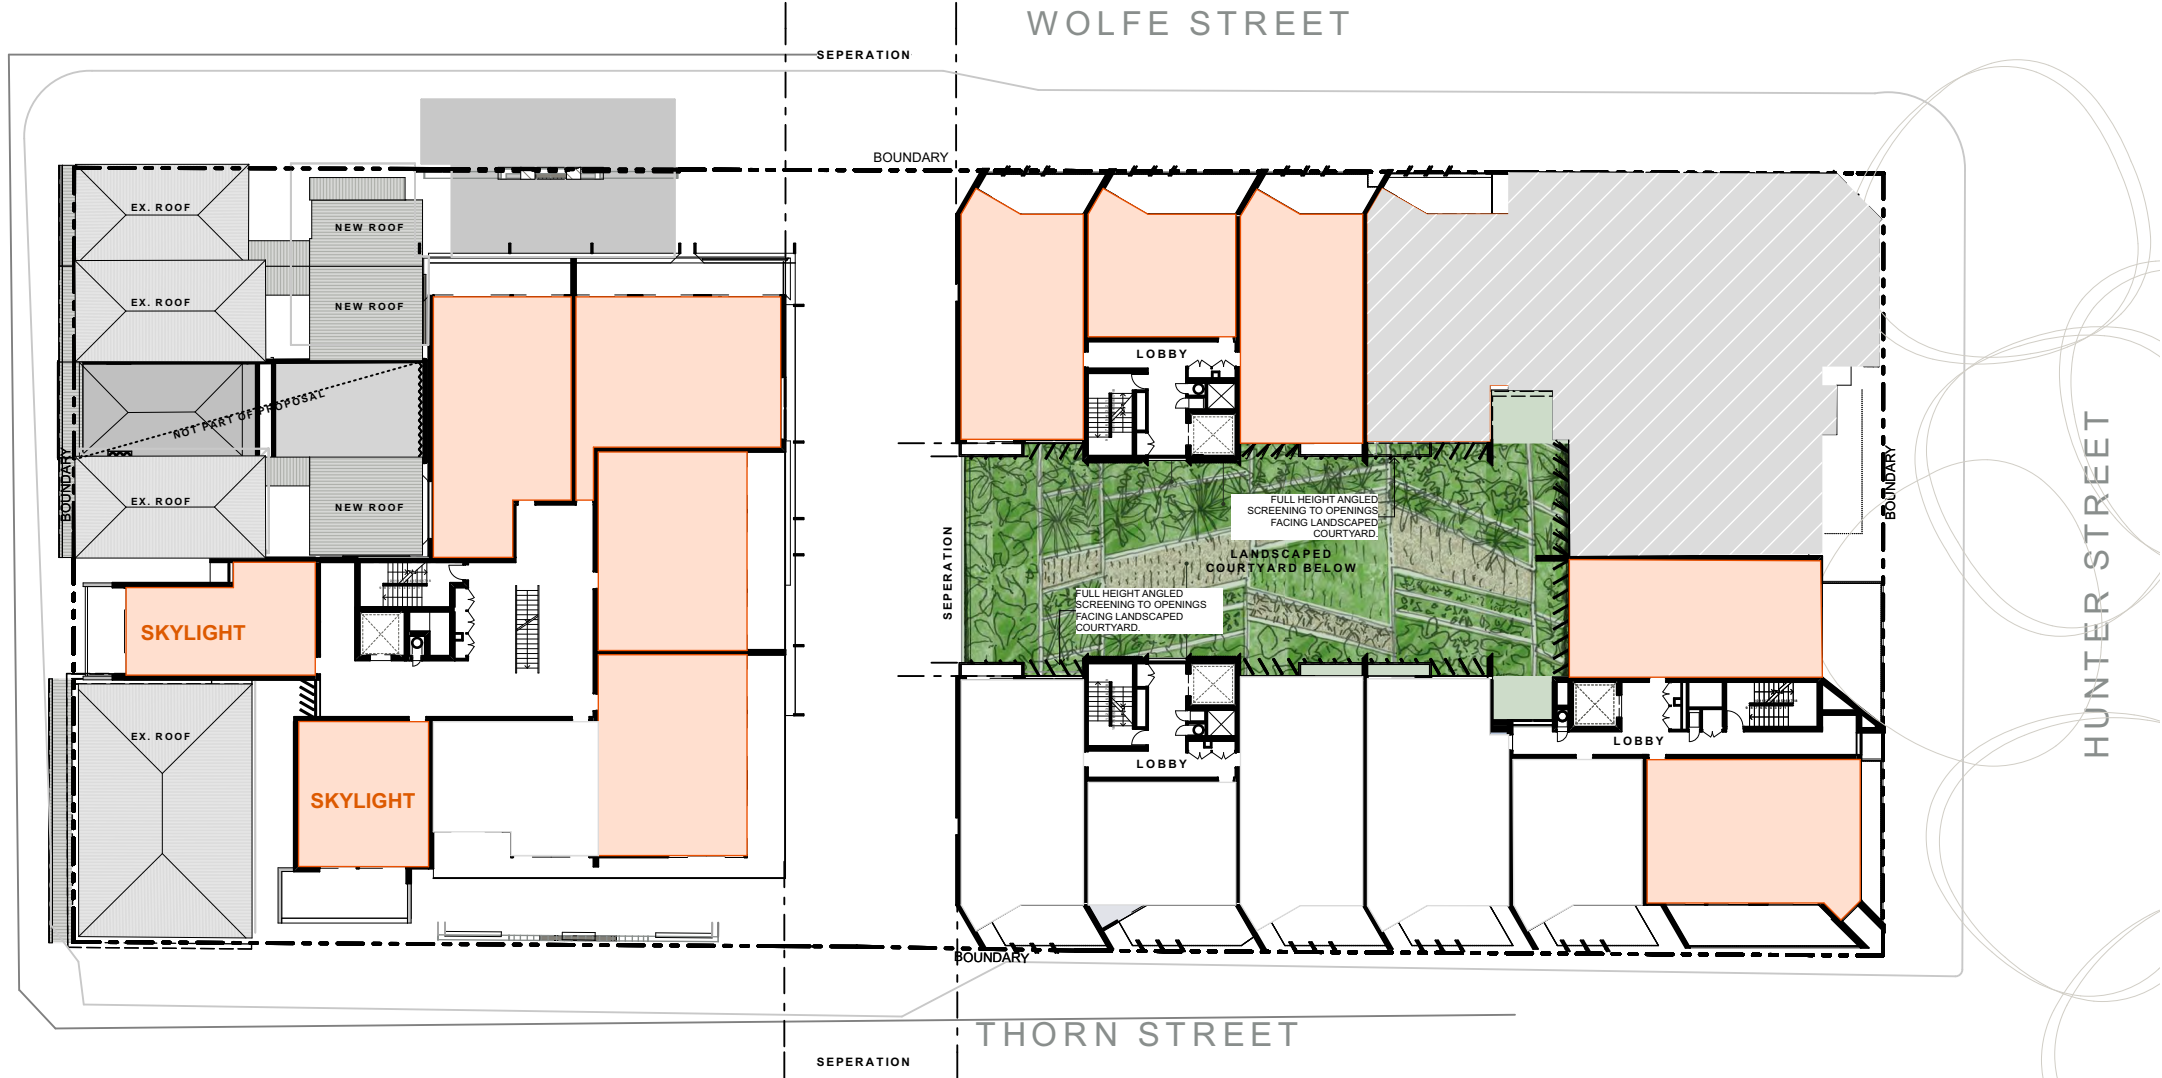 WOLFE STREET
SEPERATION
BOUNDARY
EX. ROOF
NEW ROOF
EX. ROOF
NEW ROOF
LOBBY
NOT PART OF PROPOSAL
BOUNDARY
EX. ROOF
NEW ROOF
SEPERATION
FULL HEIGHT ANGLED
SCREENING TO OPENINGS
FACING LANDSCAPED
COURTYARD.
LANDSCAPED
COURTYARD BELOW
FULL HEIGHT ANGLED
SCREENING TO OPENINGS
FACING LANDSCAPED
COURTYARD.
BOUNDARY
HUNTER STREET
SKYLIGHT
EX. ROOF
LOBBY
LOBBY
SKYLIGHT
BOUNDARY
THORN STREET
SEPERATION